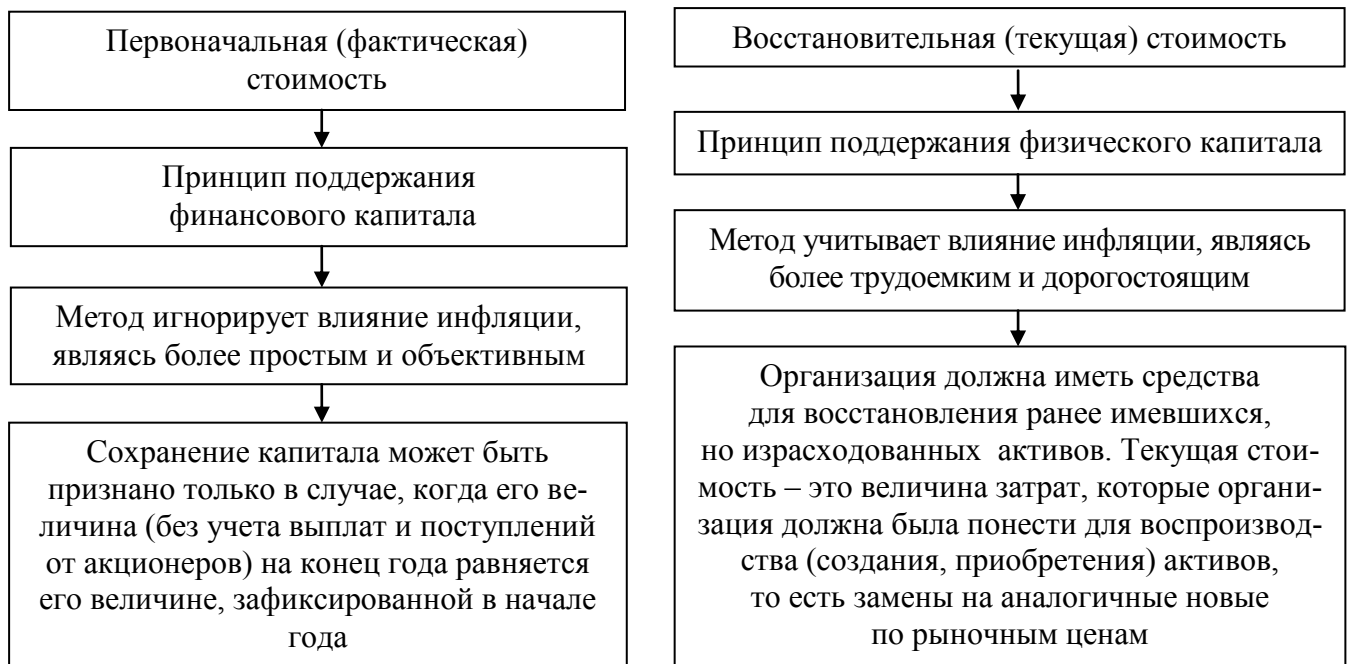 Первоначальная (фактическая)
стоимость
Принцип поддержания
финансового капитала
Метод игнорирует влияние инфляции,
являясь более простым и объективным
Сохранение капитала может быть
признано только в случае, когда его ве-
личина (без учета выплат и поступлений
от акционеров) на конец года равняется
его величине, зафиксированной в начале
года
Восстановительная (текущая) стоимость
Принцип поддержания физического капитала
Метод учитывает влияние инфляции, являясь
более трудоемким и дорогостоящим
Организация должна иметь средства
для восстановления ранее имевшихся,
но израсходованных активов. Текущая стои-
мость – это величина затрат, которые органи-
зация должна была понести для воспроизвод-
ства (создания, приобретения) активов,
то есть замены на аналогичные новые
по рыночным ценам